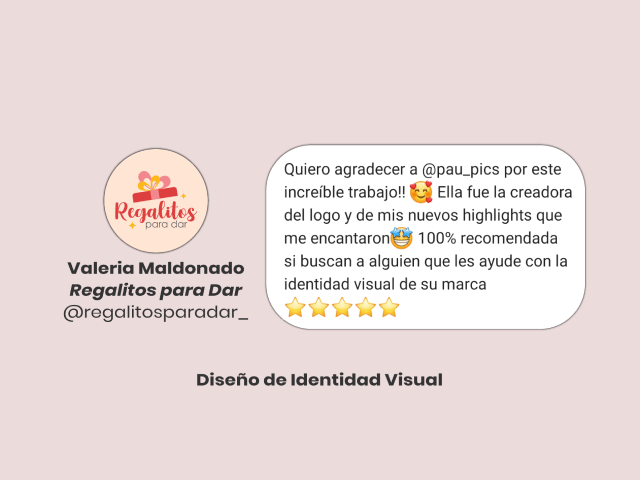 Regalitos
para dar
Valeria Maldonado
Regalitos para Dar
@regalitosparadar_
Quiero agradecer a @pau_pics por este
increíble trabajo!! 🥰 Ella fue la creadora
del logo y de mis nuevos highlights que
me encantaron🤩 100% recomendada
si buscan a alguien que les ayude con la
identidad visual de su marca
⭐⭐⭐⭐⭐
Diseño de Identidad Visual